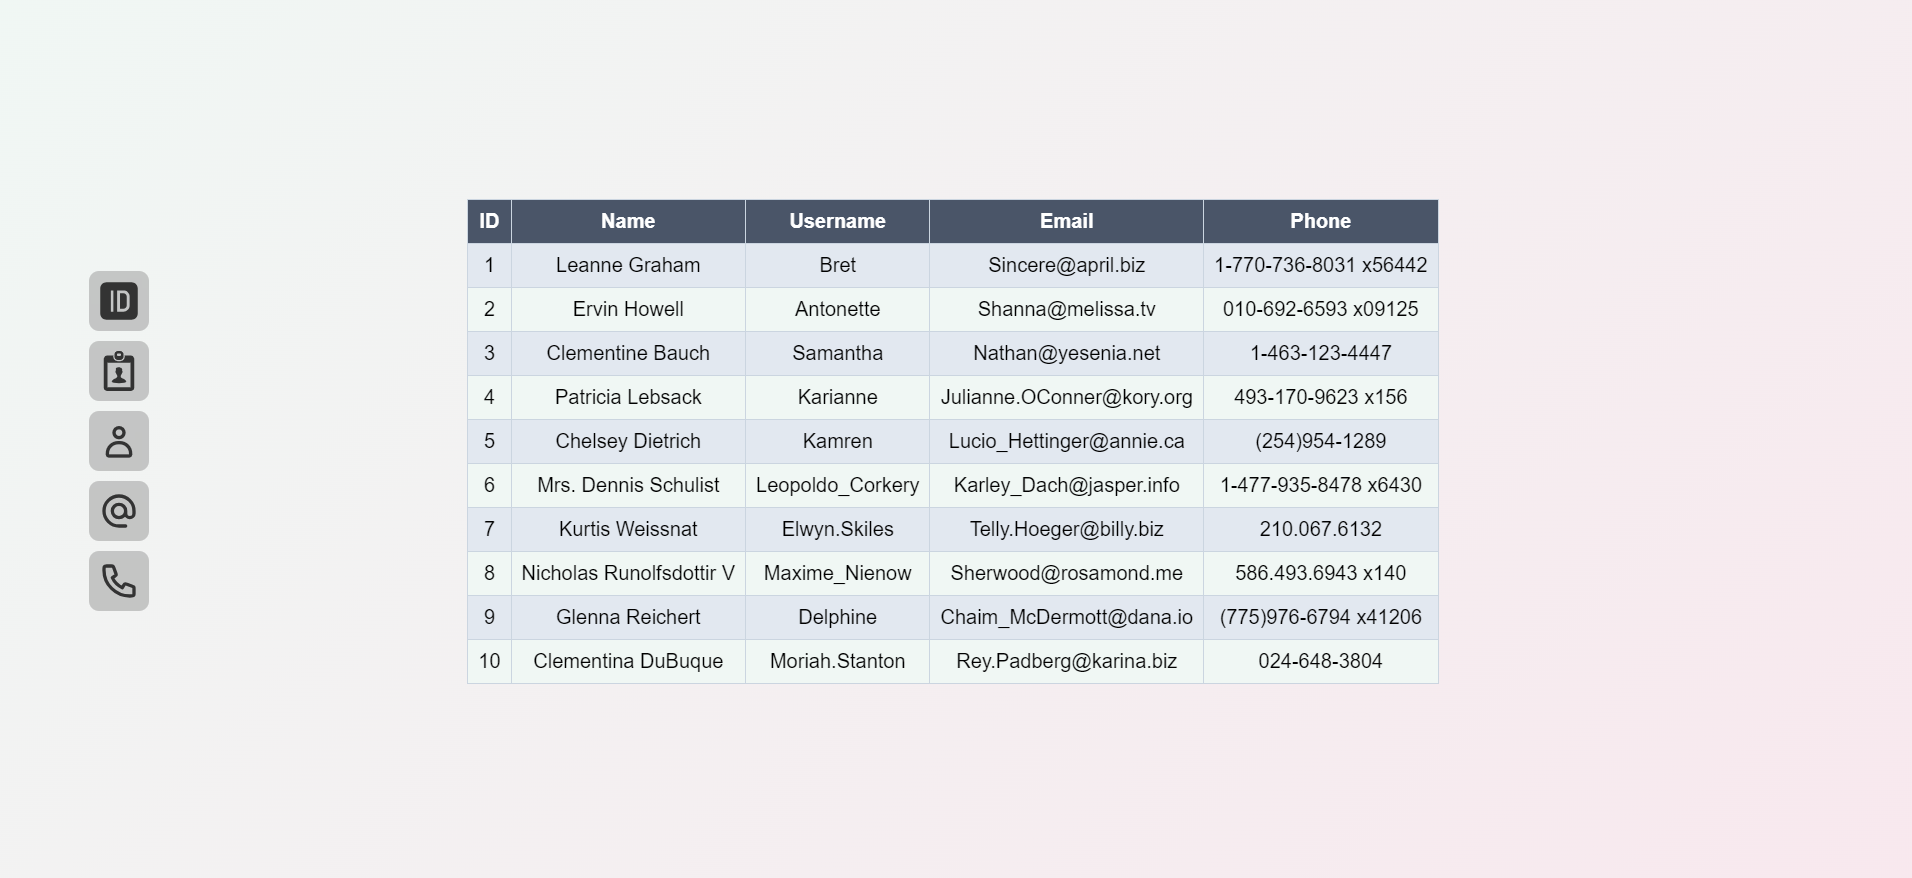 ID
ID Name Username Email Phone
1 Leanne Graham Bret Sincere@april.biz 1-770-736-8031 x56442
2 Ervin Howell Antonette Shanna@melissa.tv 010-692-6593 x09125
3 Clementine Bauch Samantha Nathan@yesenia.net 1-463-123-4447
4 Patricia Lebsack Karianne Julianne.OConner@kory.org 493-170-9623 x156
5 Chelsey Dietrich Kamren Lucio_Hettinger@annie.ca (254)954-1289
6 Mrs. Dennis Schulist Leopoldo_Corkery Karley_Dach@jasper.info 1-477-935-8478 x6430
7 Kurtis Weissnat Elwyn.Skiles Telly.Hoeger@billy.biz 210.067.6132
8 Nicholas Runolfsdottir V Maxime_Nienow Sherwood@rosamond.me 586.493.6943 x140
9 Glenna Reichert Delphine Chaim_McDermott@dana.io (775)976-6794 x41206
10 Clementina DuBuque Moriah.Stanton Rey.Padberg@karina.biz 024-648-3804